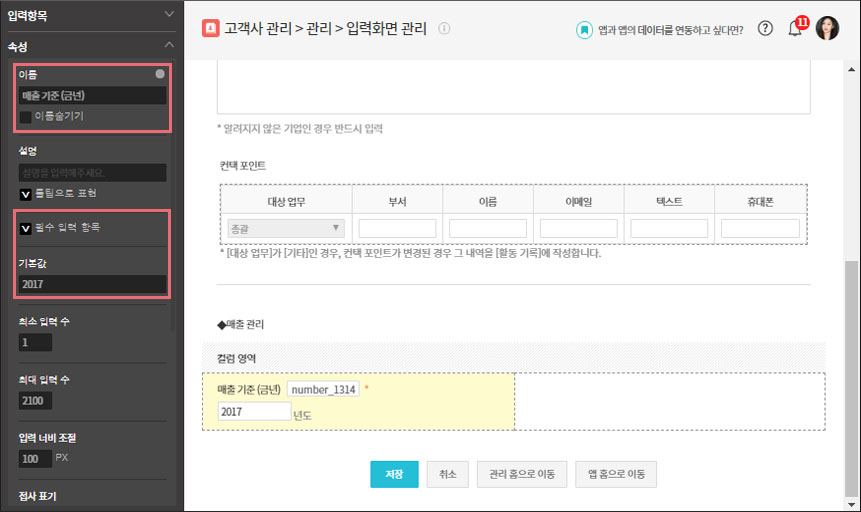 입력항목
속성
이름
매출 기준 (금년)
이름숨기기
설명
설명을 입력해주세요.
툴팁으로 표현
필수 입력 항목
기본값
2017
최소 입력 수
1
최대 입력 수
2100
입력 너비 조절
100 PX
접사 표기
고객사 관리 > 관리 > 입력화면 관리
앱과 앱의 데이터를 연동하고 싶다면?
11
* 알려지지 않은 기업인 경우 반드시 입력
컨택 포인트
대상 업무 부서 이름 이메일 텍스트 휴대폰
총괄
* [대상 업무]가 [기타]인 경우, 컨택 포인트가 변경된 경우 그 내역을 [활동 기록]에 작성합니다.
◆매출 관리
컬럼 영역
매출 기준 (금년) number_1314 *
2017 년도
저장 취소 관리 홈으로 이동 앱 홈으로 이동